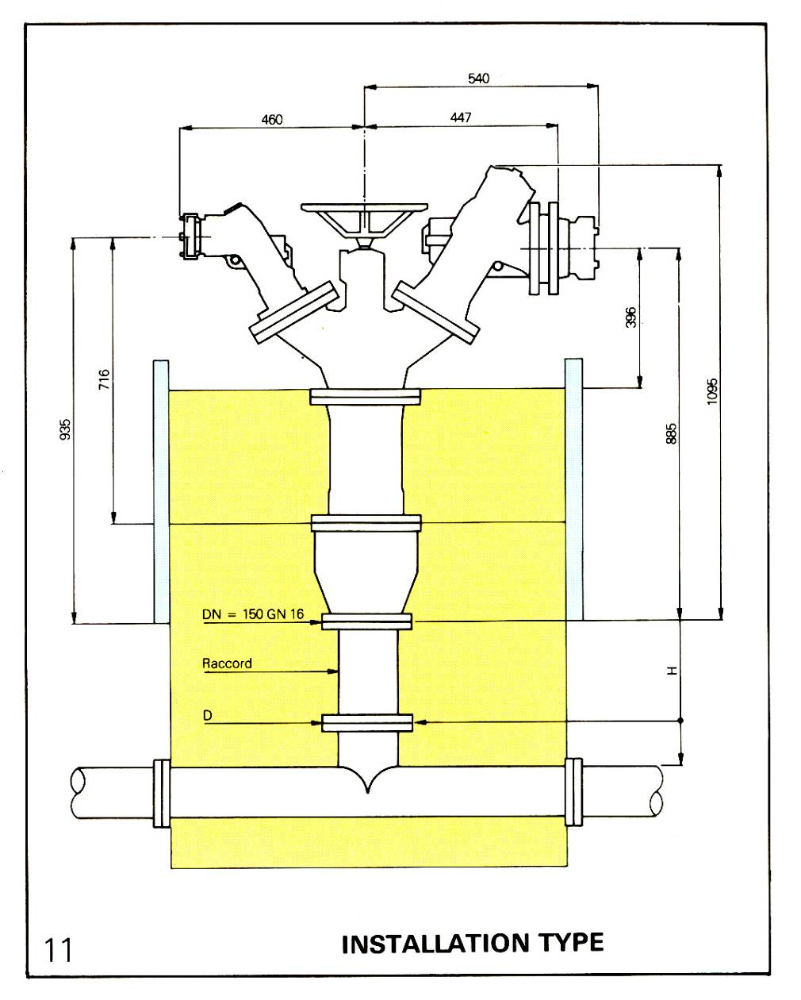 540
460
447
396
716
1095
935
885
DN = 150 GN 16
Raccord
H
D
11
INSTALLATION TYPE